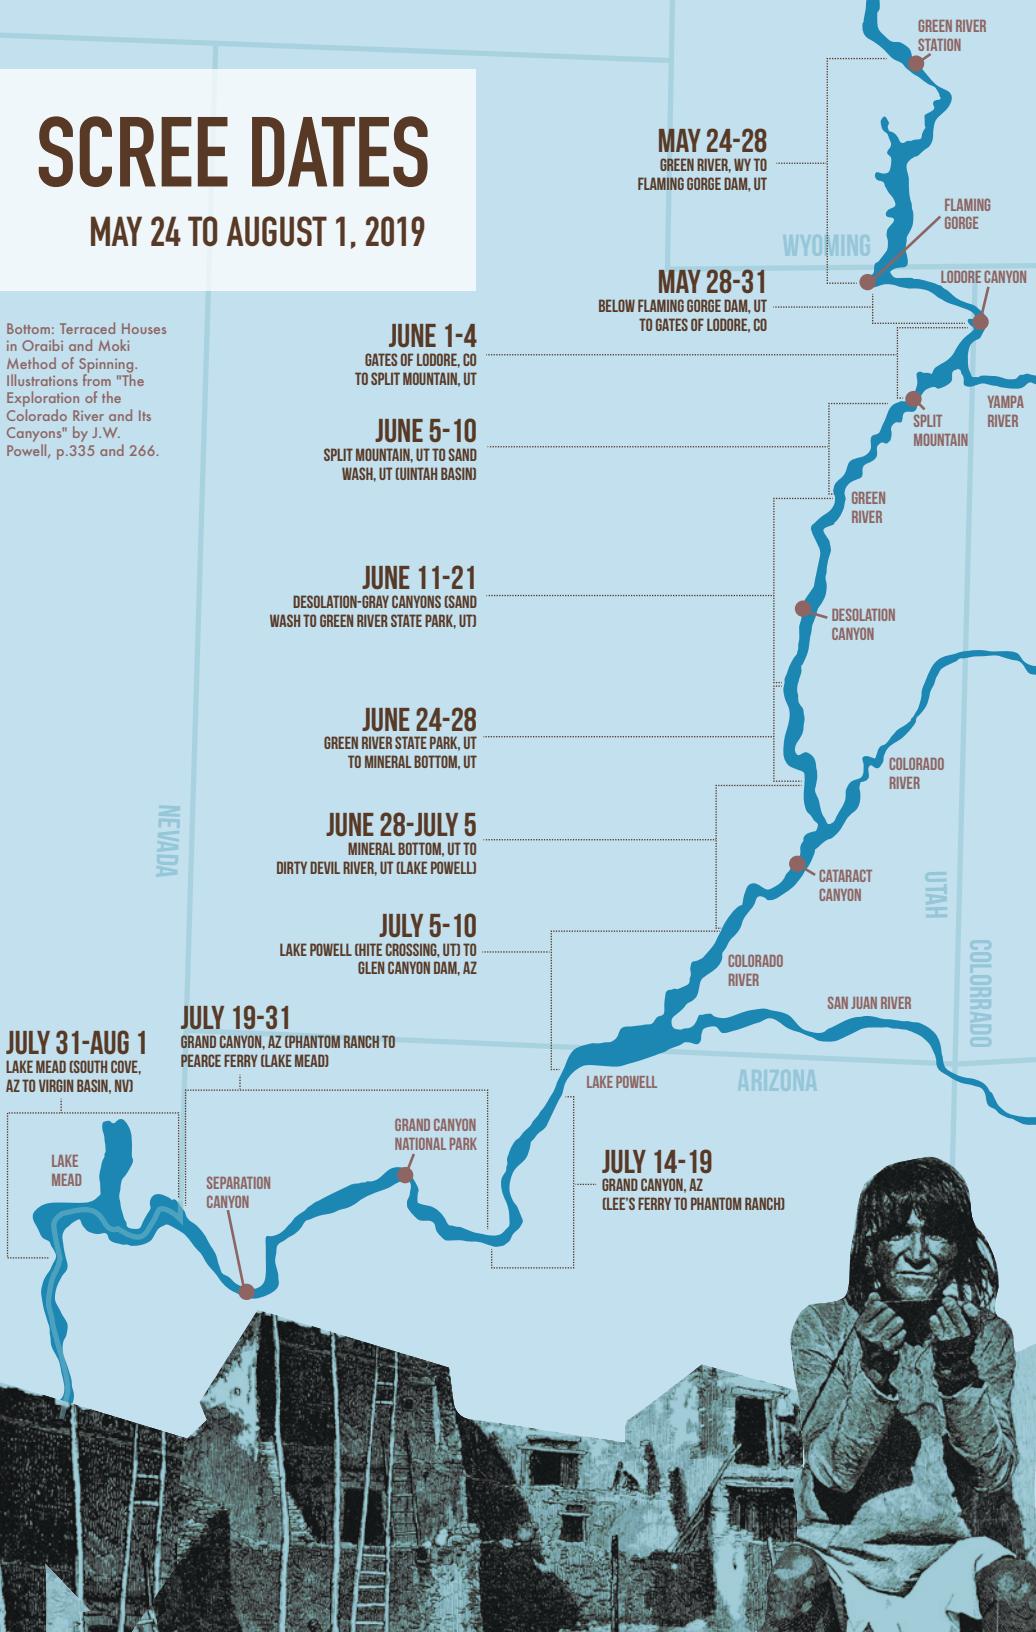 GREEN RIVER
STATION
SCREE DATES
MAY 24 TO AUGUST 1, 2019
MAY 24-28
GREEN RIVER, WY TO
FLAMING GORGE DAM, UT
FLAMING
GORGE
WYOMING
LODORE CANYON
MAY 28-31
BELOW FLAMING GORGE DAM, UT
TO GATES OF LODORE, CO
Bottom: Terraced Houses
in Oraibi and Moki
Method of Spinning.
Illustrations from "The
Exploration of the
Colorado River and Its
Canyons" by J.W.
Powell, p.335 and 266.
JUNE 1-4
GATES OF LODORE, CO
TO SPLIT MOUNTAIN, UT
YAMPA
RIVER
SPLIT
MOUNTAIN
JUNE 5-10
SPLIT MOUNTAIN, UT TO SAND
WASH, UT (UINTAH BASIN)
GREEN
RIVER
JUNE 11-21
DESOLATION-GRAY CANYONS (SAND
WASH TO GREEN RIVER STATE PARK, UT)
DESOLATION
CANYON
JUNE 24-28
GREEN RIVER STATE PARK, UT
TO MINERAL BOTTOM, UT
COLORADO
RIVER
NEVADA
JUNE 28-JULY 5
MINERAL BOTTOM, UT TO
DIRTY DEVIL RIVER, UT (LAKE POWELL)
CATARACT
CANYON
UTAH
COLORADO
JULY 5-10
LAKE POWELL (HITE CROSSING, UT) TO
GLEN CANYON DAM, AZ
COLORADO
RIVER
SAN JUAN RIVER
JULY 19-31
GRAND CANYON, AZ (PHANTOM RANCH TO
PEARCE FERRY (LAKE MEAD)
JULY 31-AUG 1
LAKE MEAD (SOUTH COVE,
AZ TO VIRGIN BASIN, NV)
LAKE POWELL
ARIZONA
GRAND CANYON
NATIONAL PARK
LAKE
MEAD
SEPARATION
CANYON
JULY 14-19
GRAND CANYON, AZ
(LEE'S FERRY TO PHANTOM RANCH)